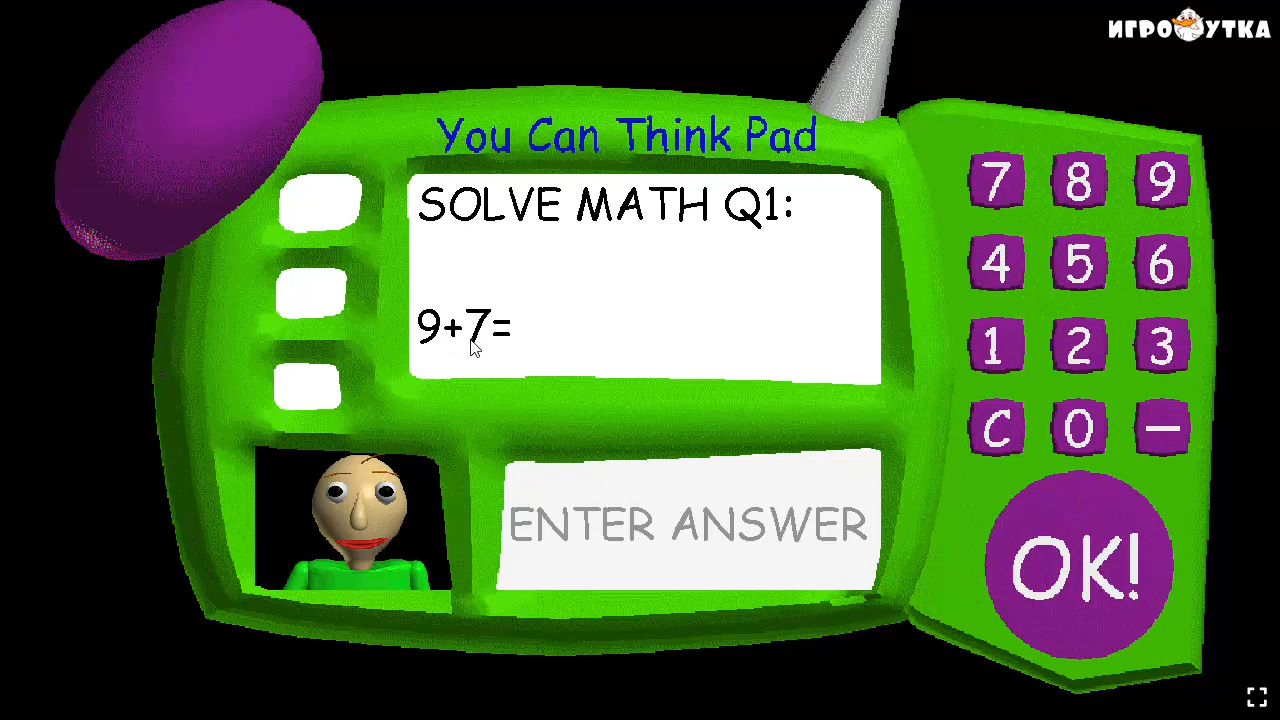 ИГРОУТКА
You Can Think Pad
SOLVE MATH Q1:
9+7=
7 8 9
4 5 6
1 2 3
C 0 —
ENTER ANSWER
OK!